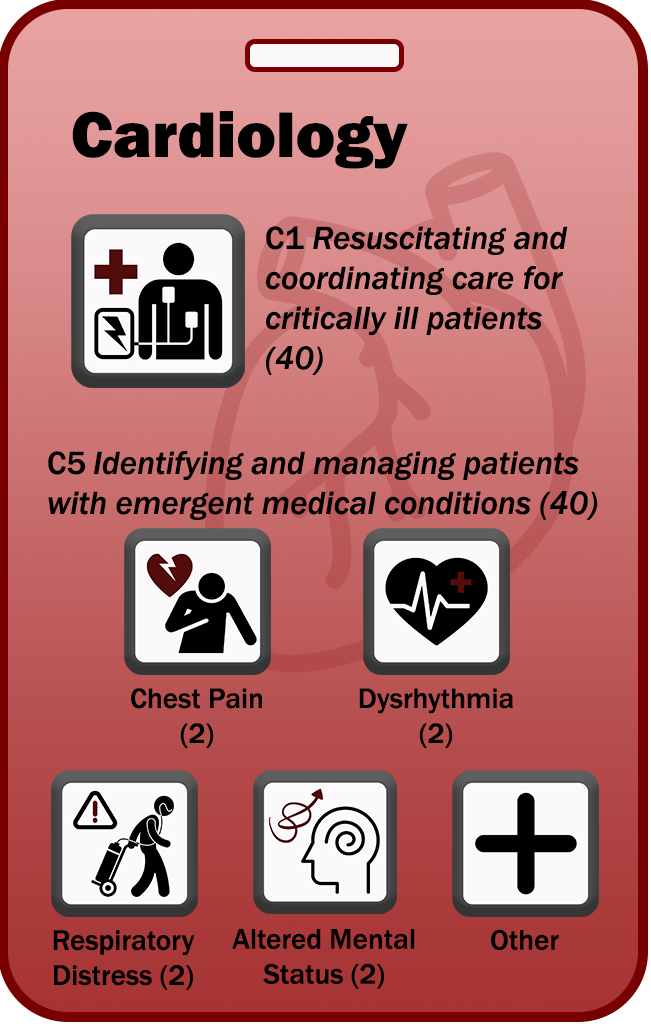 Cardiology
C1 Resuscitating and
coordinating care for
critically ill patients
(40)
C5 Identifying and managing patients
with emergent medical conditions (40)
Chest Pain
(2)
Dysrhythmia
(2)
Respiratory
Distress (2)
Altered Mental
Status (2)
Other